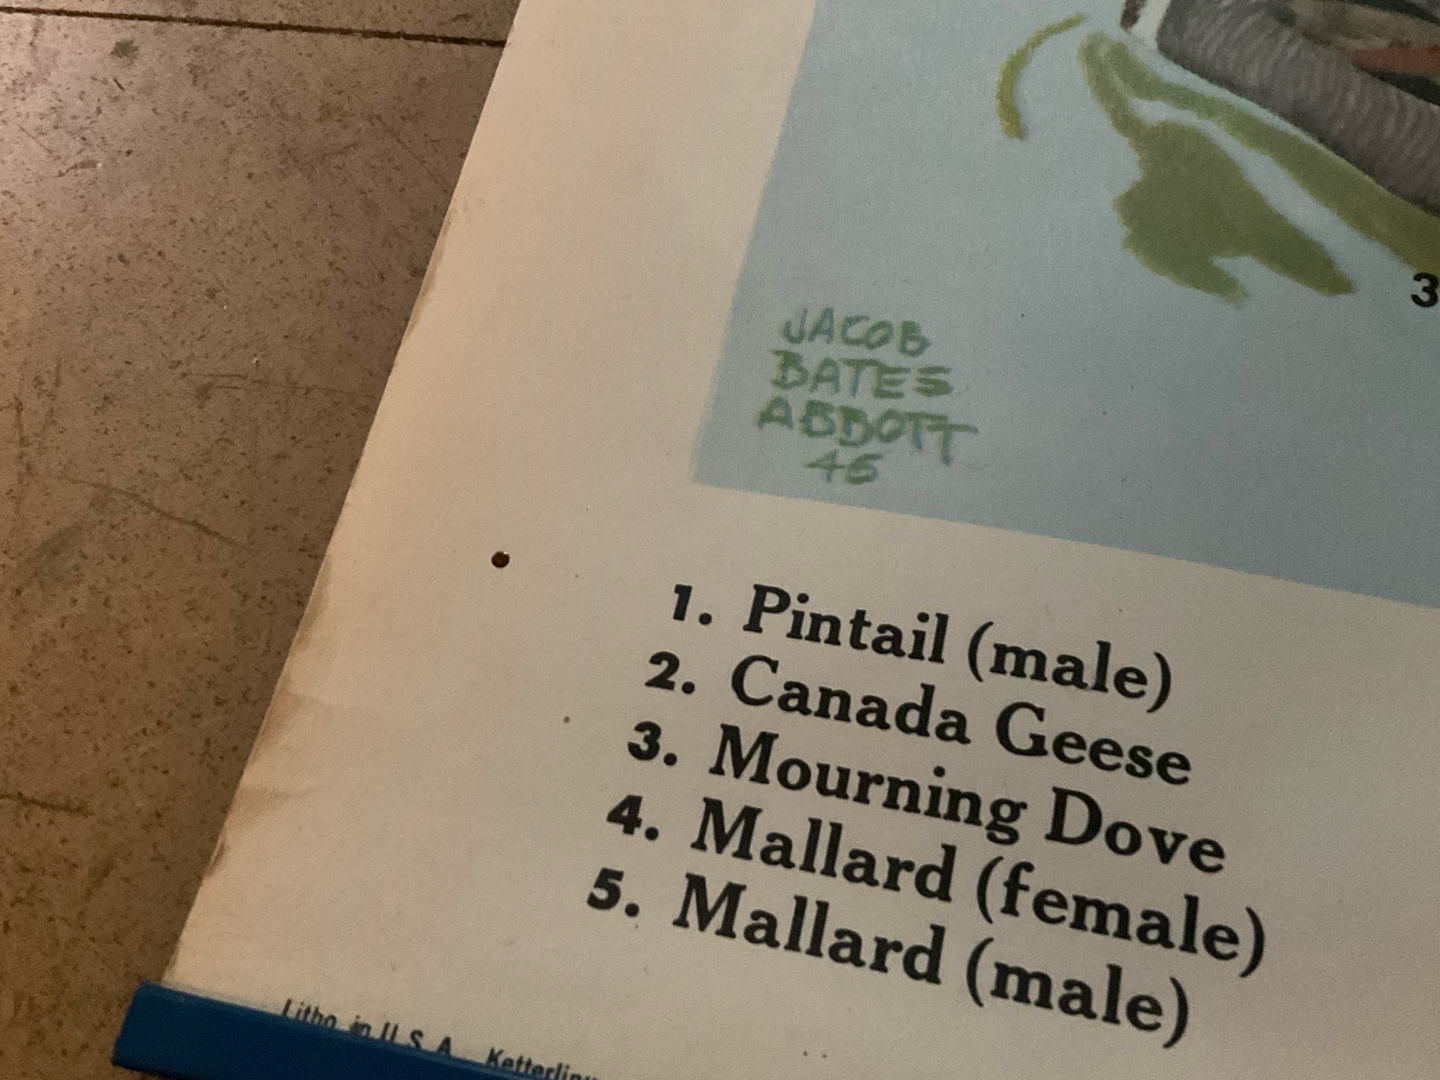 3
JACOB
BATES
ABBOTT
46
1. Pintail (male)
2. Canada Geese
3. Mourning Dove
4. Mallard (female)
5. Mallard (male)
Litho. in U. S. A.